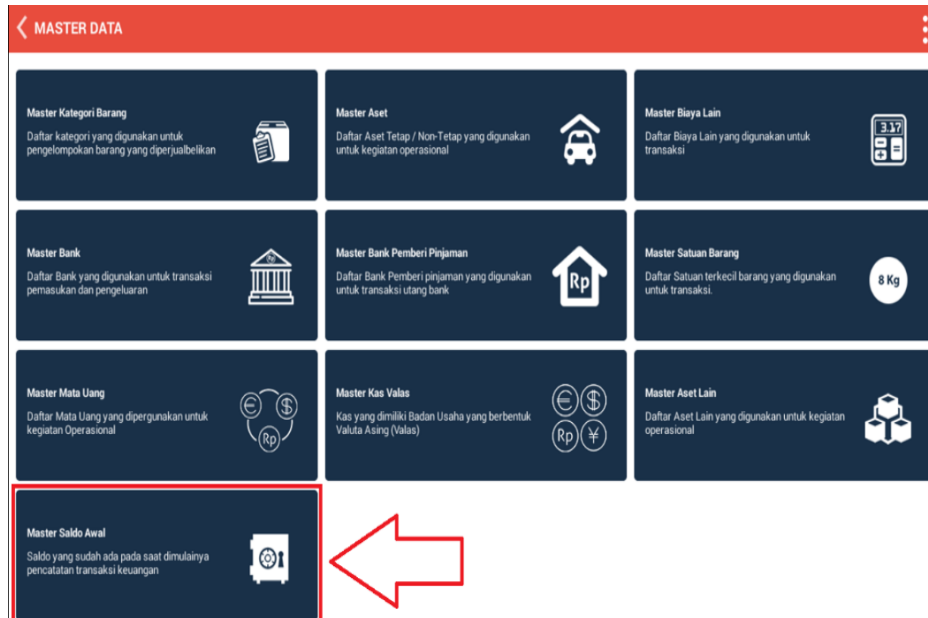 MASTER DATA
Master Kategori Barang
Daftar kategori yang digunakan untuk
pengelompokan barang yang diperjualbelikan
Master Aset
Daftar Aset Tetap / Non-Tetap yang digunakan
untuk kegiatan operasional
Master Biaya Lain
Daftar Biaya Lain yang digunakan untuk
transaksi
3.17
Master Bank
Daftar Bank yang digunakan untuk transaksi
pemasukan dan pengeluaran
Master Bank Pemberi Pinjaman
Daftar Bank Pemberi pinjaman yang digunakan
untuk transaksi utang bank
Rp
Master Satuan Barang
Daftar Satuan terkecil barang yang digunakan
untuk transaksi.
8 Kg
Master Mata Uang
Daftar Mata Uang yang dipergunakan untuk
kegiatan Operasional
€ $
Rp
Master Kas Valas
Kas yang dimiliki Badan Usaha yang berbentuk
Valuta Asing (Valas)
€ $
Rp ¥
Master Aset Lain
Daftar Aset Lain yang digunakan untuk kegiatan
operasional
Master Saldo Awal
Saldo yang sudah ada pada saat dimulainya
pencatatan transaksi keuangan